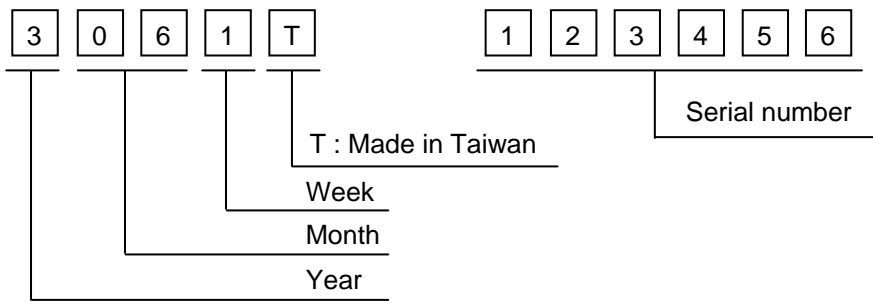 3 0 6 1 T 1 2 3 4 5 6
Serial number
T : Made in Taiwan
Week
Month
Year